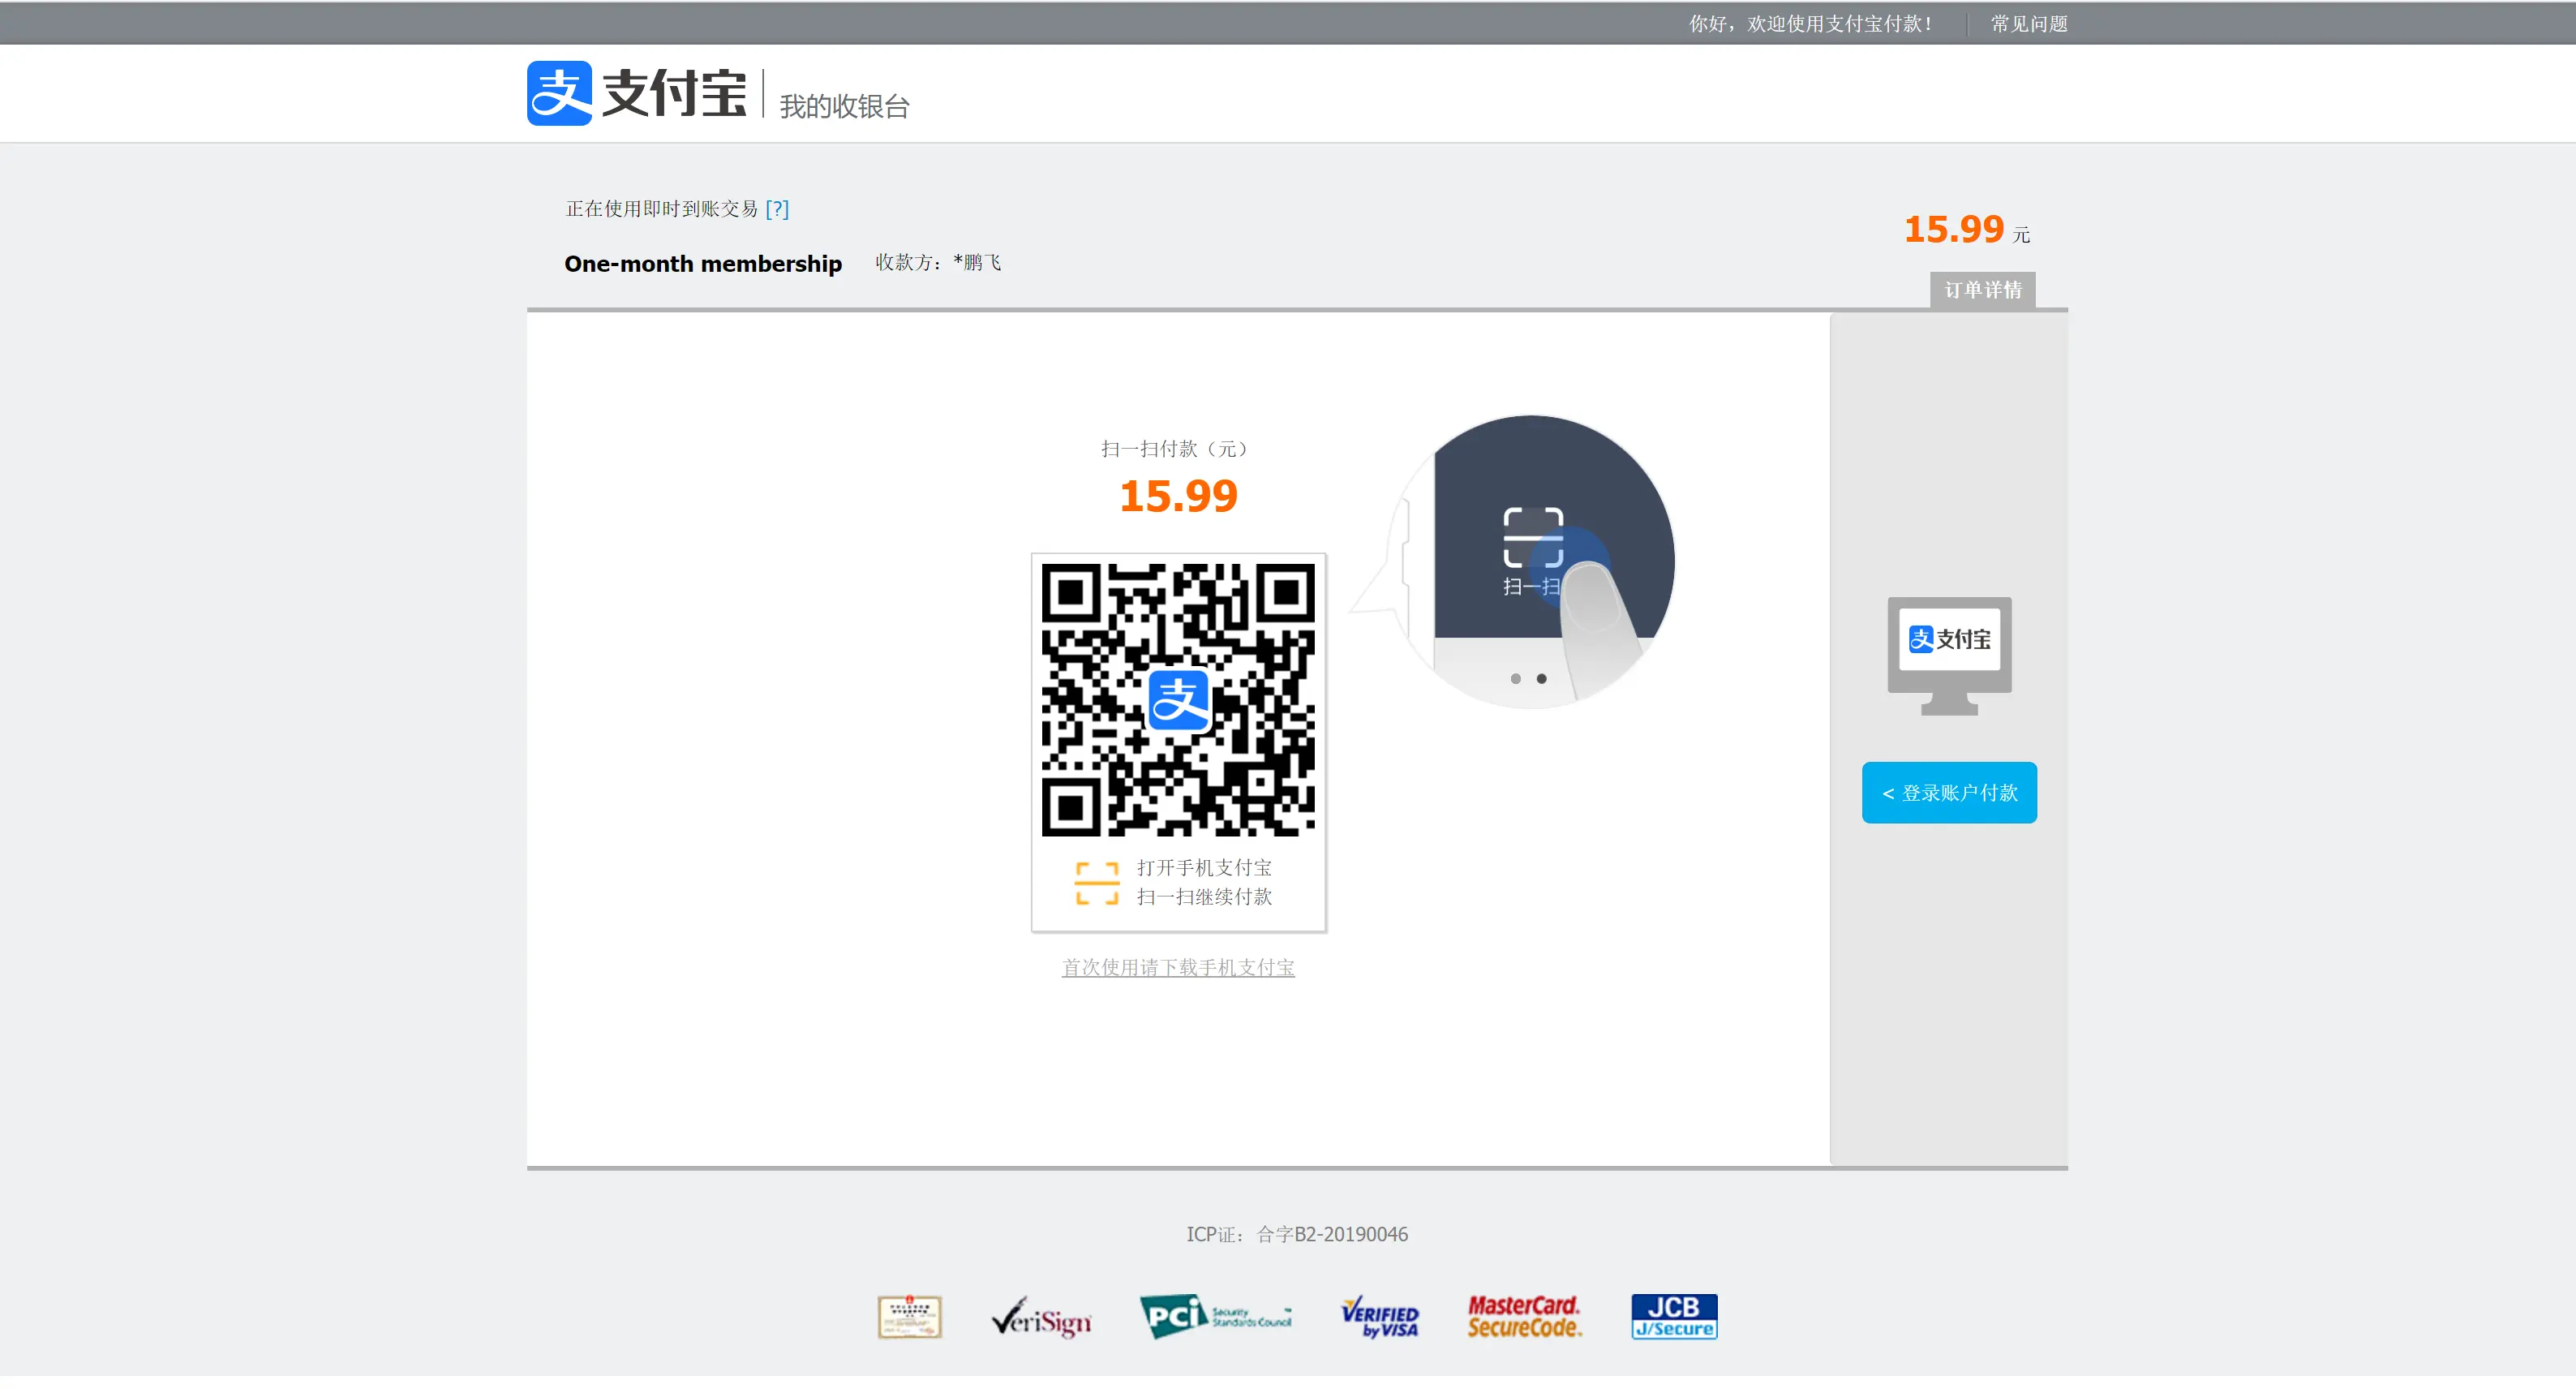 你好，欢迎使用支付宝付款！ 常见问题
支 支付宝 我的收银台
正在使用即时到账交易 [?]
15.99 元
One-month membership 收款方：*鹏飞
订单详情
扫一扫付款（元）
15.99
扫一扫
支
支 支付宝
< 登录账户付款
打开手机支付宝
扫一扫继续付款
首次使用请下载手机支付宝
ICP证：合字B2-20190046
VeriSign
PCi Security Standards Council
VERIFIED by VISA
MasterCard. SecureCode.
JCB J/Secure